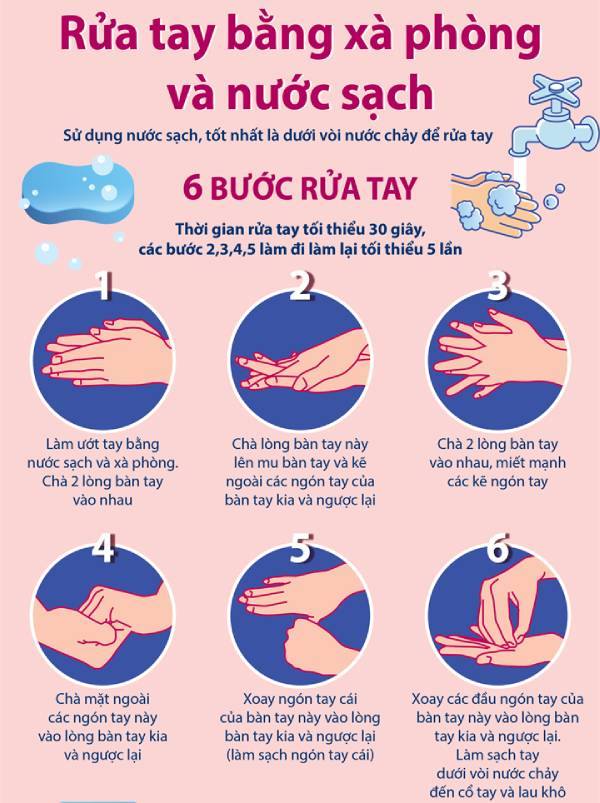 Rửa tay bằng xà phòng
và nước sạch
Sử dụng nước sạch, tốt nhất là dưới vòi nước chảy để rửa tay
6 BƯỚC RỬA TAY
Thời gian rửa tay tối thiểu 30 giây,
các bước 2,3,4,5 làm đi làm lại tối thiểu 5 lần
1
Làm ướt tay bằng
nước sạch và xà phòng.
Chà 2 lòng bàn tay
vào nhau
2
Chà lòng bàn tay này
lên mu bàn tay và kẽ
ngoài các ngón tay của
bàn tay kia và ngược lại
3
Chà 2 lòng bàn tay
vào nhau, miết mạnh
các kẽ ngón tay
4
Chà mặt ngoài
các ngón tay này
vào lòng bàn tay kia
và ngược lại
5
Xoay ngón tay cái
của bàn tay này vào lòng
bàn tay kia và ngược lại
(làm sạch ngón tay cái)
6
Xoay các đầu ngón tay của
bàn tay này vào lòng bàn
tay kia và ngược lại.
Làm sạch tay
dưới vòi nước chảy
đến cổ tay và lau khô